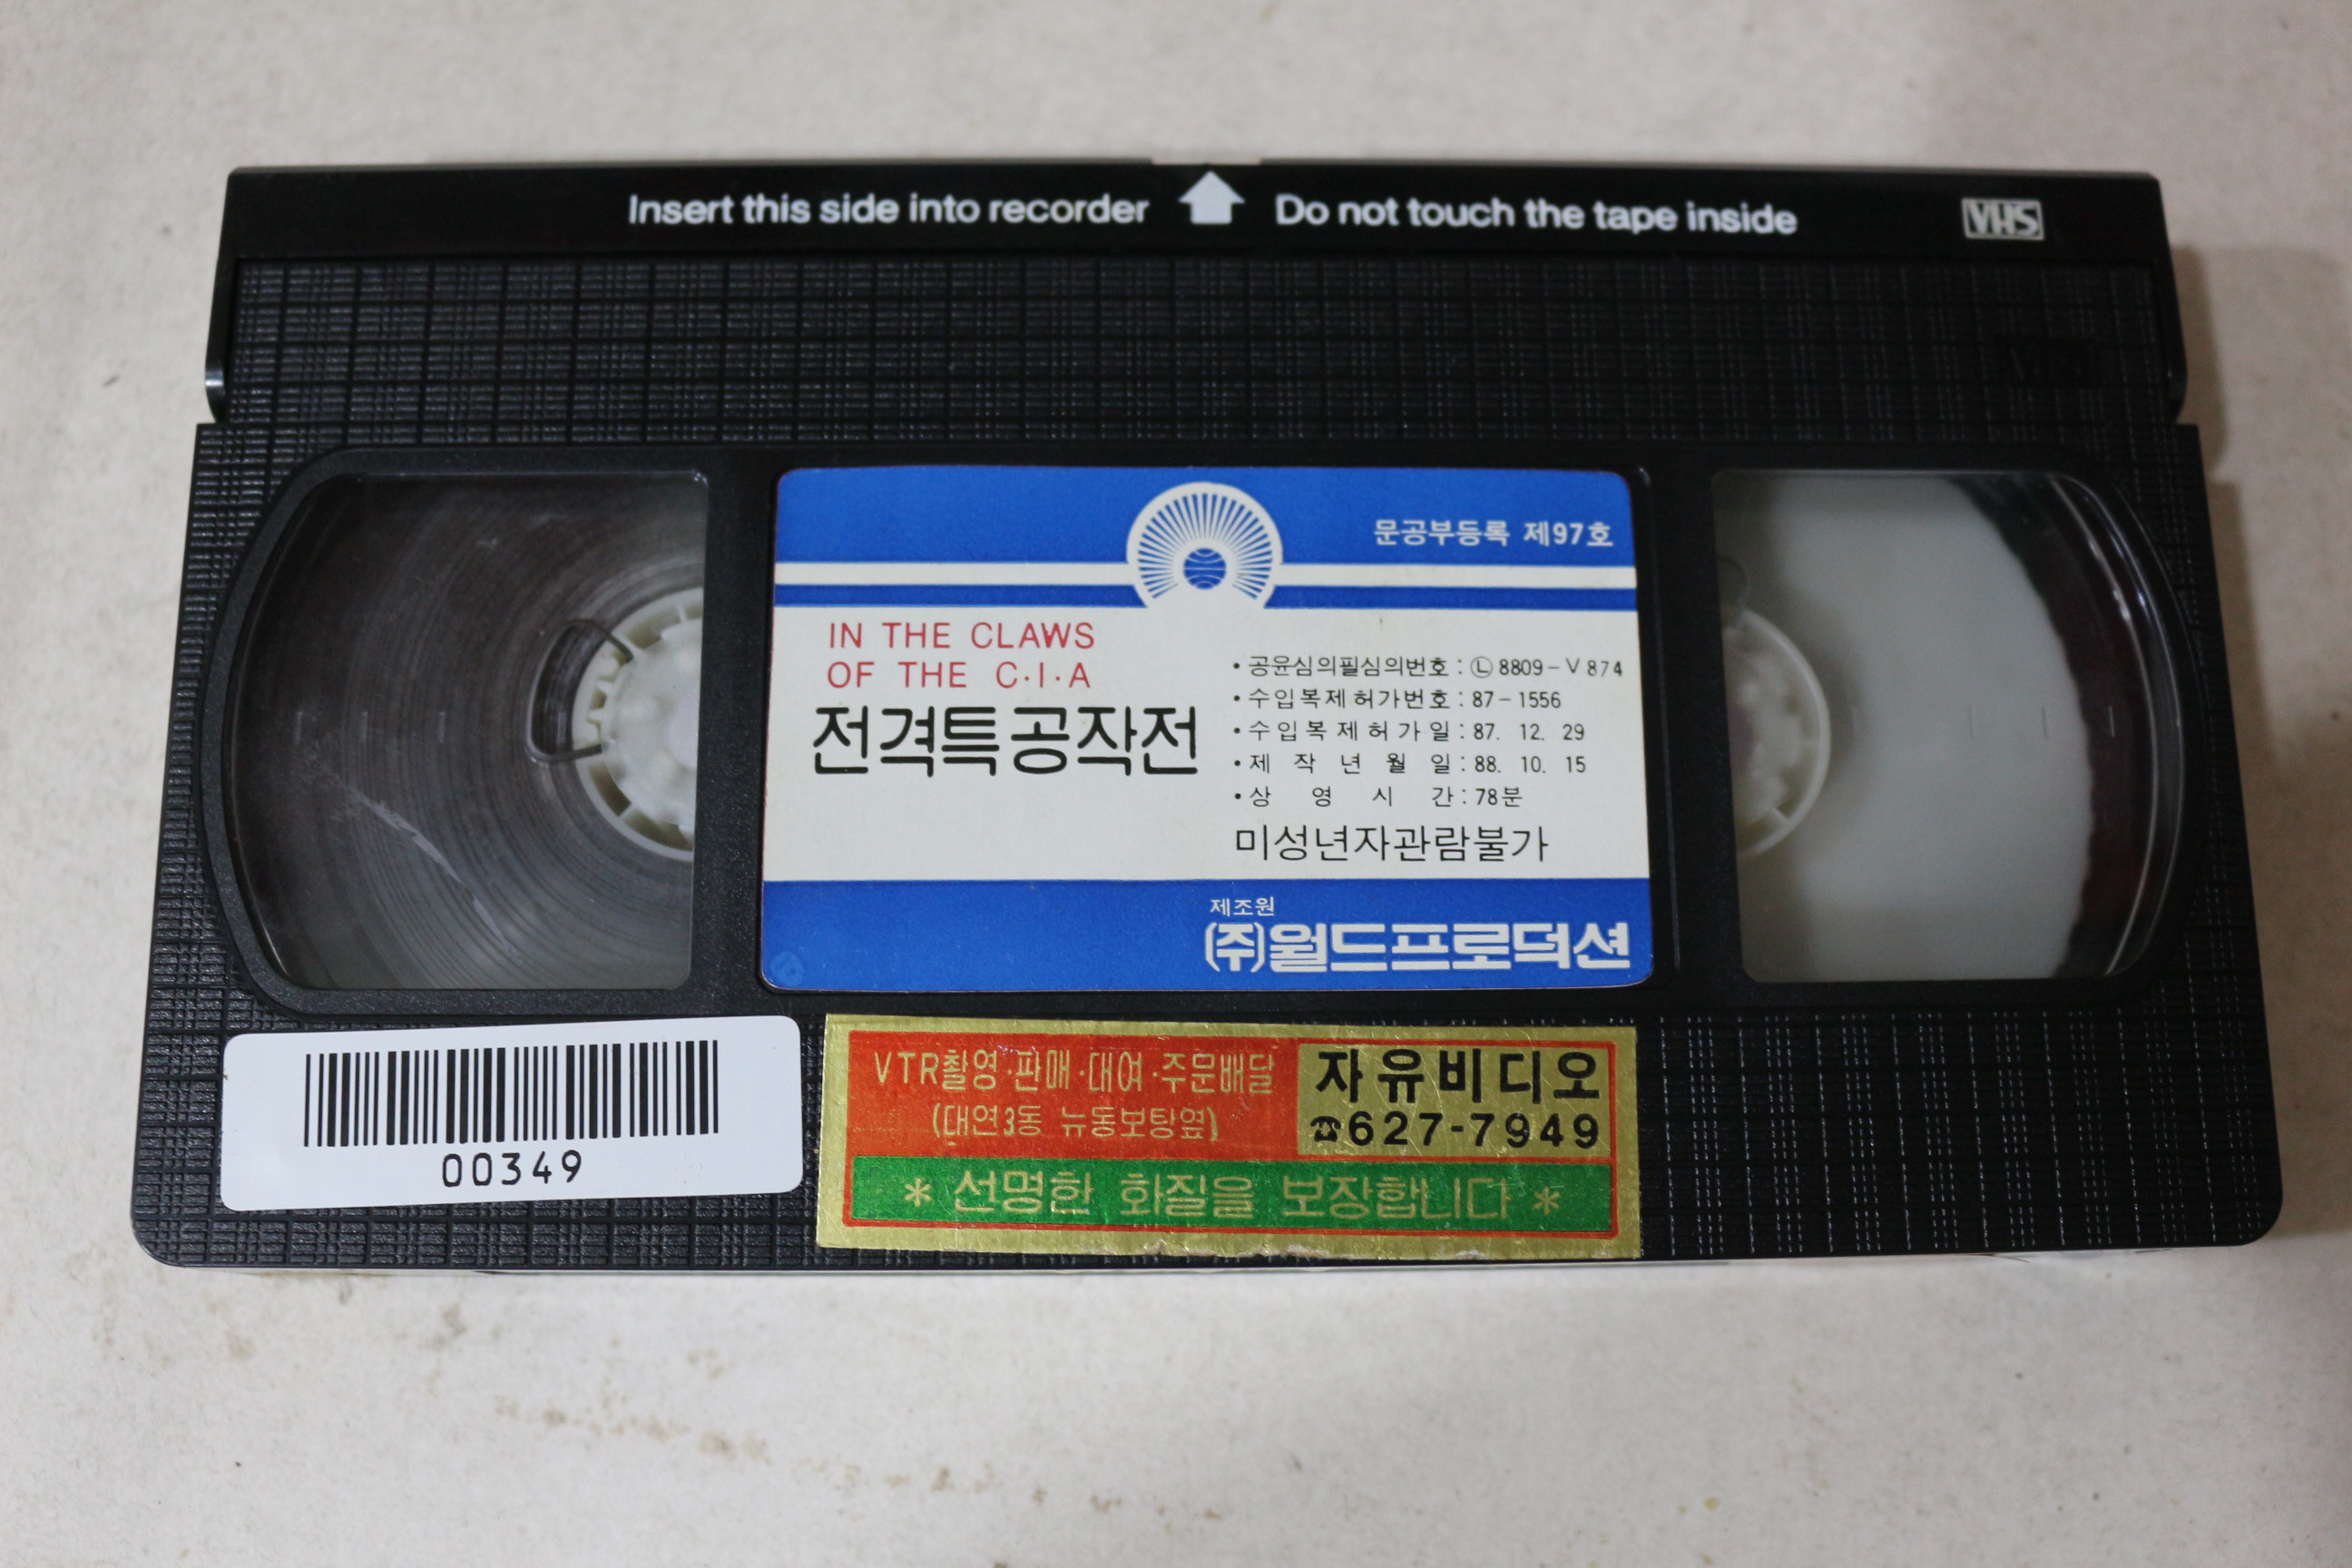 Insert this side into recorder
Do not touch the tape inside
VHS
문공부등록 제97호
IN THE CLAWS
OF THE C·I·A
전격특공작전
• 공윤심의필심의번호 : Ⓛ 8809-V874
• 수입복제허가번호 : 87-1556
• 수입복제허가일 : 87. 12. 29
• 제작년월일 : 88. 10. 15
• 상영시간 : 78분
미성년자관람불가
제조원
(주)월드프로덕션
00349
VTR촬영·판매·대여·주문배달
(대연3동 뉴동보탕옆)
자유비디오
☎627-7949
* 선명한 화질을 보장합니다 *